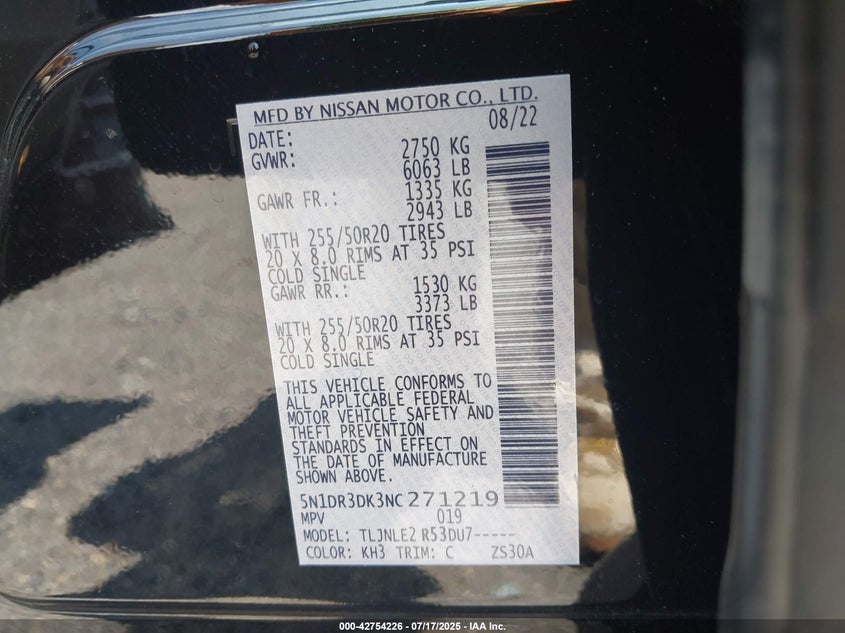 MFD BY NISSAN MOTOR CO., LTD.
DATE: 08/22
GVWR: 2750 KG
6063 LB
GAWR FR.: 1335 KG
2943 LB
WITH 255/50R20 TIRES
20 X 8.0 RIMS AT 35 PSI
COLD SINGLE
GAWR RR.: 1530 KG
3373 LB
WITH 255/50R20 TIRES
20 X 8.0 RIMS AT 35 PSI
COLD SINGLE
THIS VEHICLE CONFORMS TO
ALL APPLICABLE FEDERAL
MOTOR VEHICLE SAFETY AND
THEFT PREVENTION
STANDARDS IN EFFECT ON
THE DATE OF MANUFACTURE
SHOWN ABOVE.
5N1DR3DK3NC271219
MPV 019
MODEL: TLJNLE2 R53DU7-----
COLOR: KH3 TRIM: C ZS30A
000-42754226 - 07/17/2025 - IAA Inc.